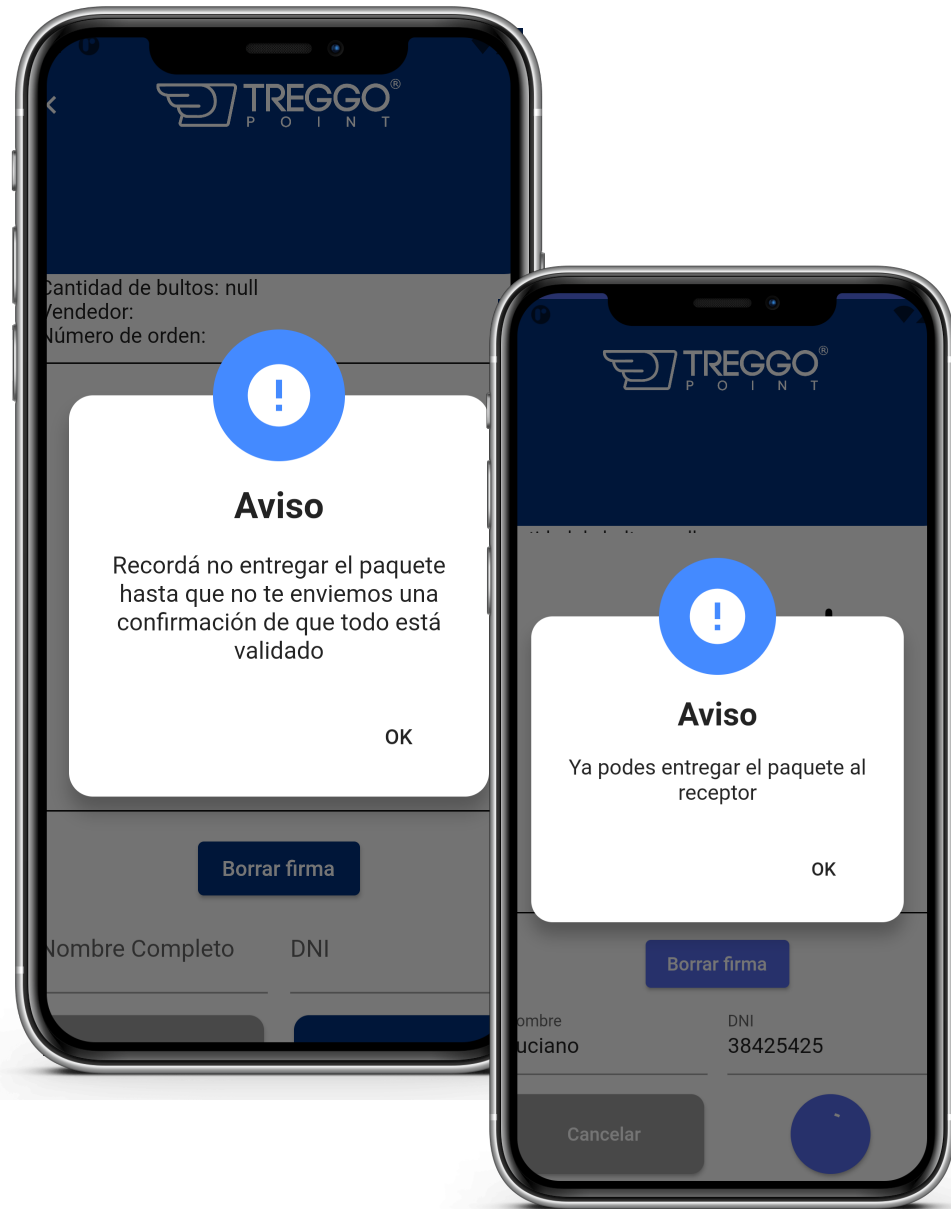 TREGGO®
POINT
Cantidad de bultos: null
Vendedor:
Número de orden:
!
Aviso
Recordá no entregar el paquete
hasta que no te enviemos una
confirmación de que todo está
validado
OK
Borrar firma
Nombre Completo DNI
TREGGO®
POINT
!
Aviso
Ya podes entregar el paquete al
receptor
OK
Borrar firma
ombre DNI
uciano 38425425
Cancelar